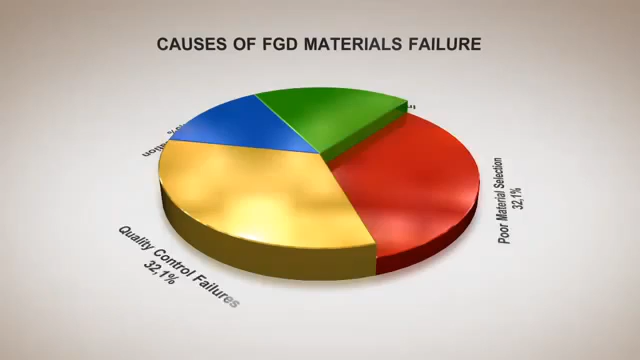 CAUSES OF FGD MATERIALS FAILURE
Poor Material Selection
32,1%
Quality Control Failures
32,1%